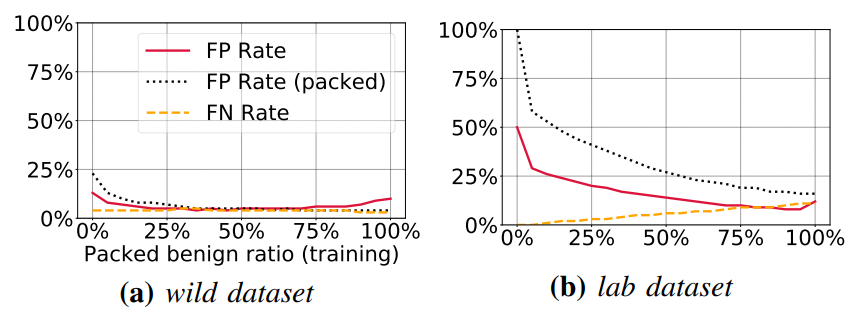 100%
75%
50%
25%
0%
FP Rate
FP Rate (packed)
FN Rate
0% 25% 50% 75% 100%
Packed benign ratio (training)
(a) wild dataset
100%
75%
50%
25%
0%
0% 25% 50% 75% 100%
(b) lab dataset